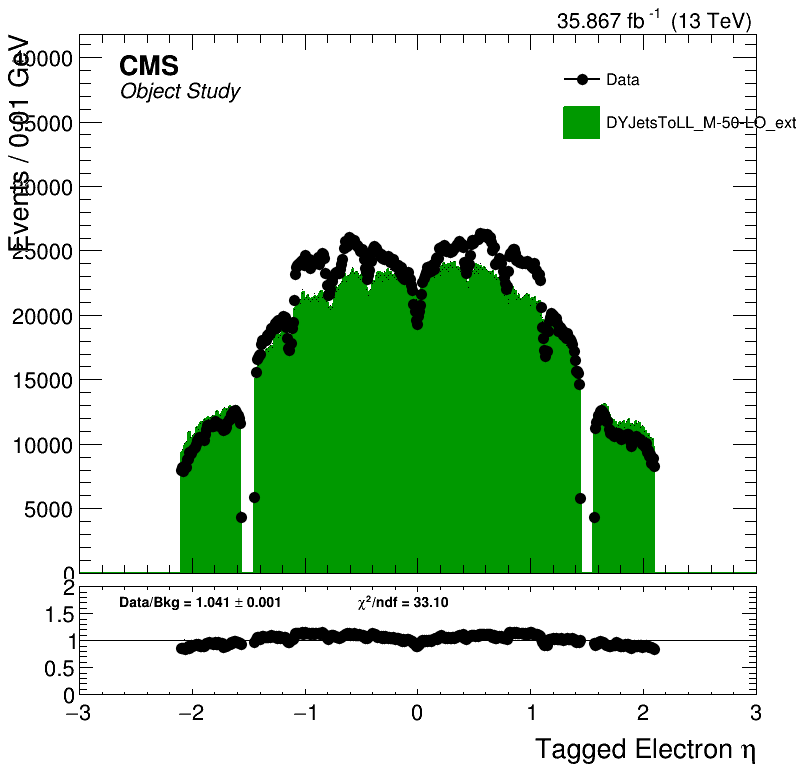 35.867 fb⁻¹ (13 TeV)
CMS
Object Study
Data
DYJetsToLL_M-50-LO_ext
Events / 0.01 GeV
40000
35000
30000
25000
20000
15000
10000
5000
0
Data/Bkg = 1.041 ± 0.001
χ²/ndf = 33.10
2
1.5
1
0.5
0
−3 −2 −1 0 1 2 3
Tagged Electron η